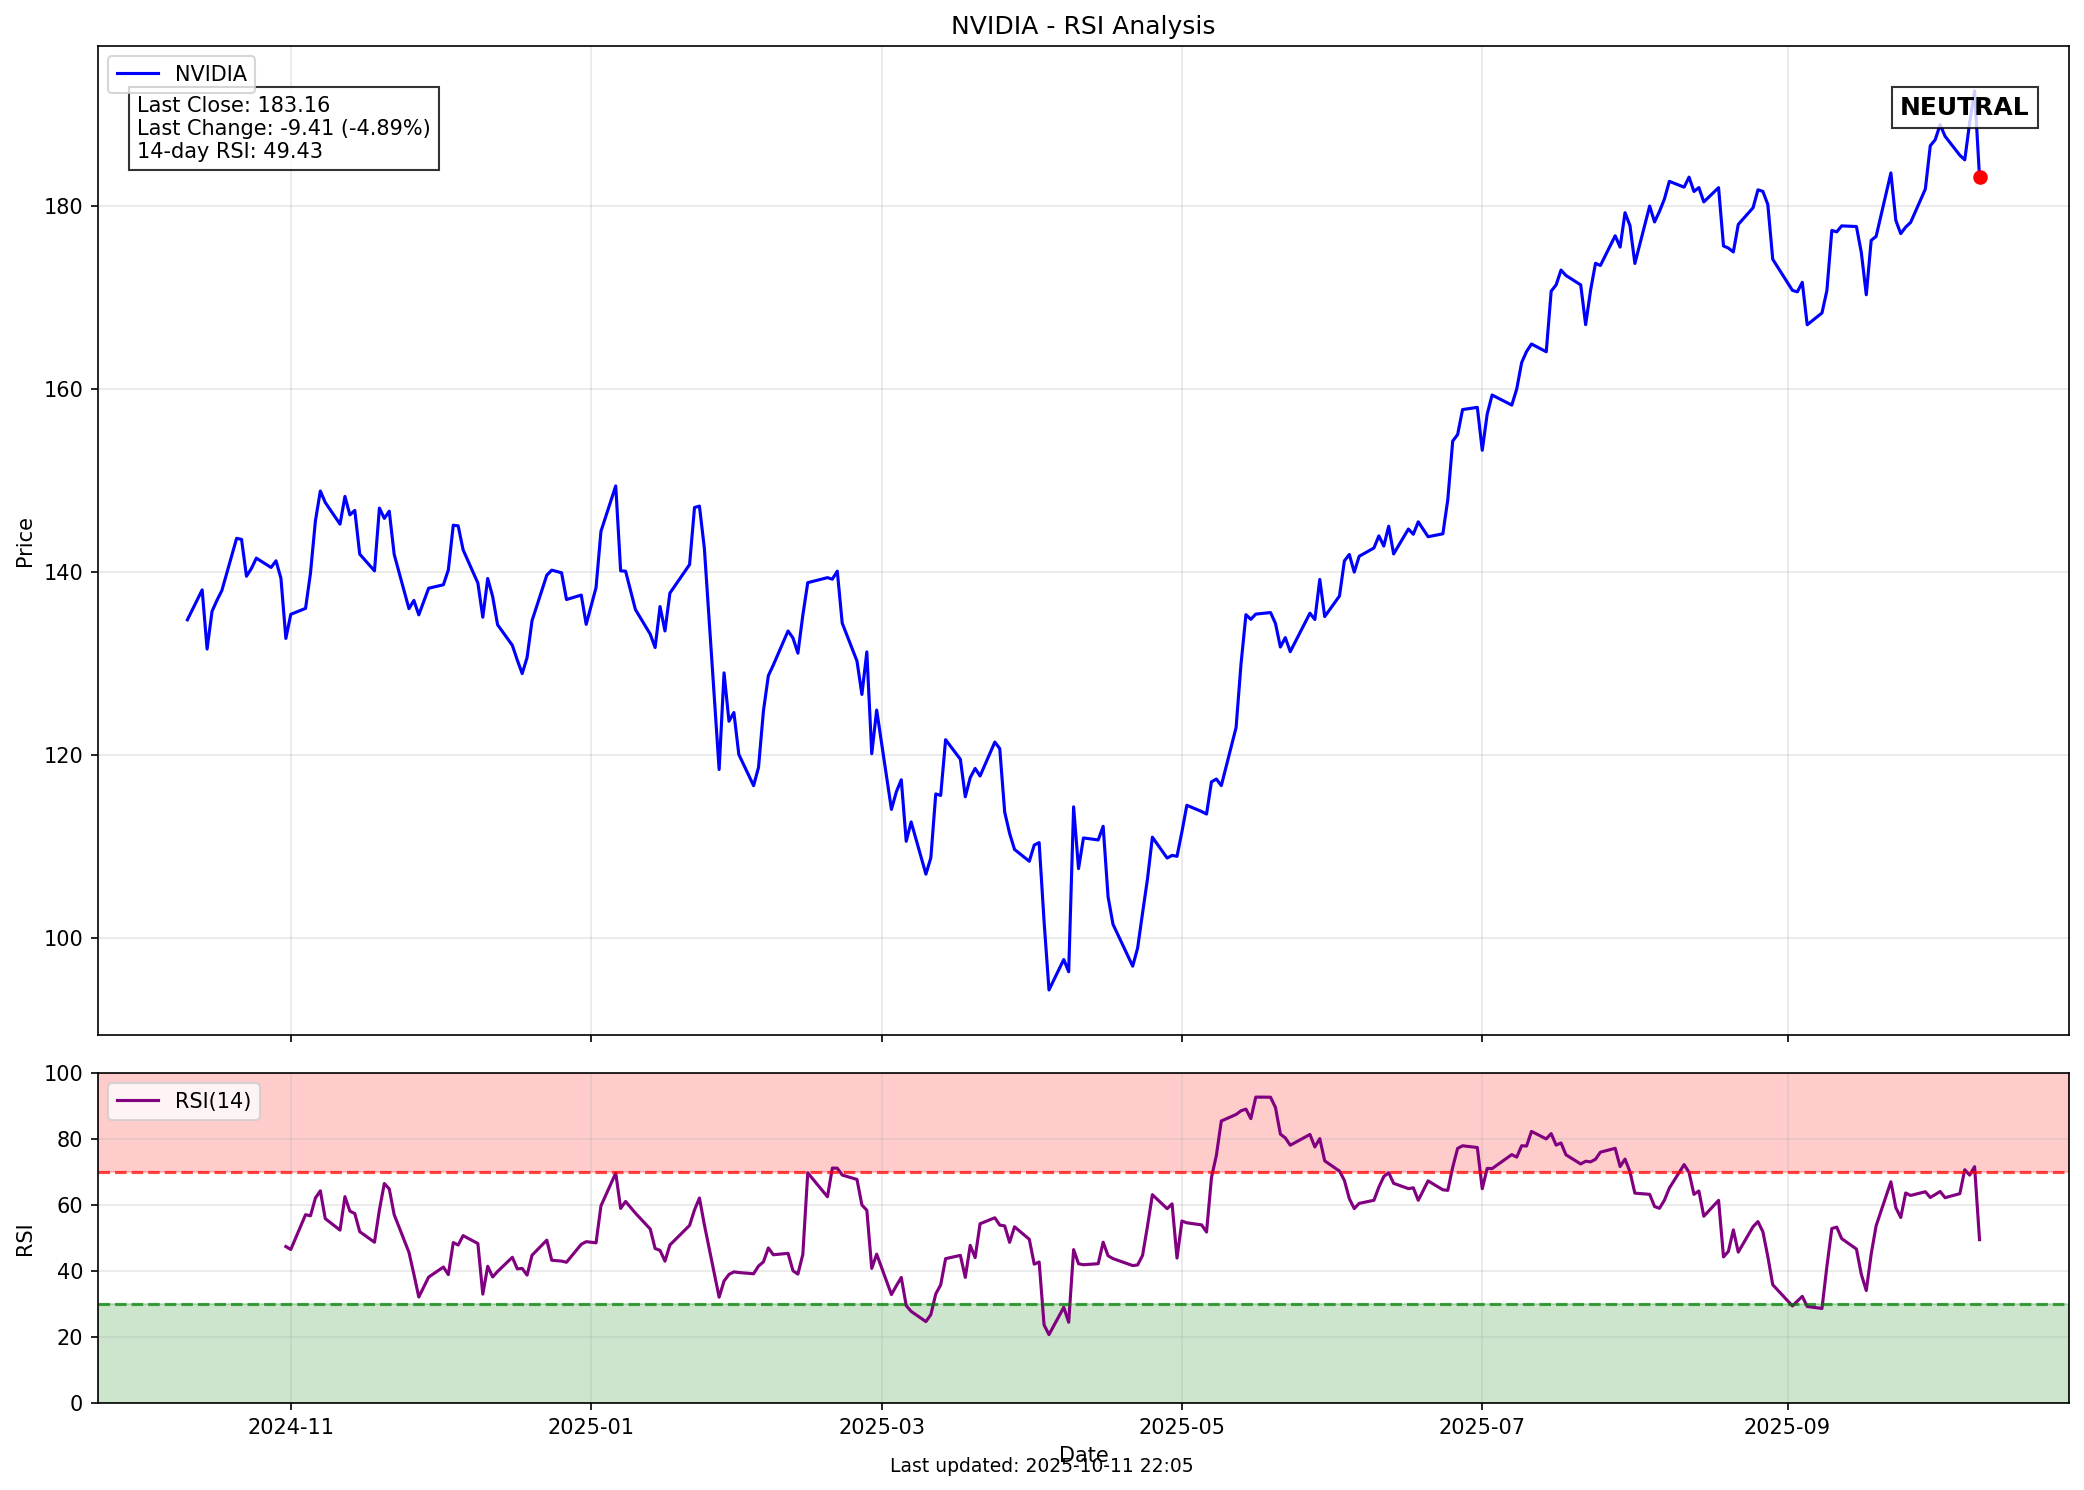 NVIDIA - RSI Analysis
NVIDIA
Last Close: 183.16
Last Change: -9.41 (-4.89%)
14-day RSI: 49.43
NEUTRAL
Price
180
160
140
120
100
RSI(14)
RSI
100
80
60
40
20
0
2024-11
2025-01
2025-03
2025-05
2025-07
2025-09
Date
Last updated: 2025-10-11 22:05